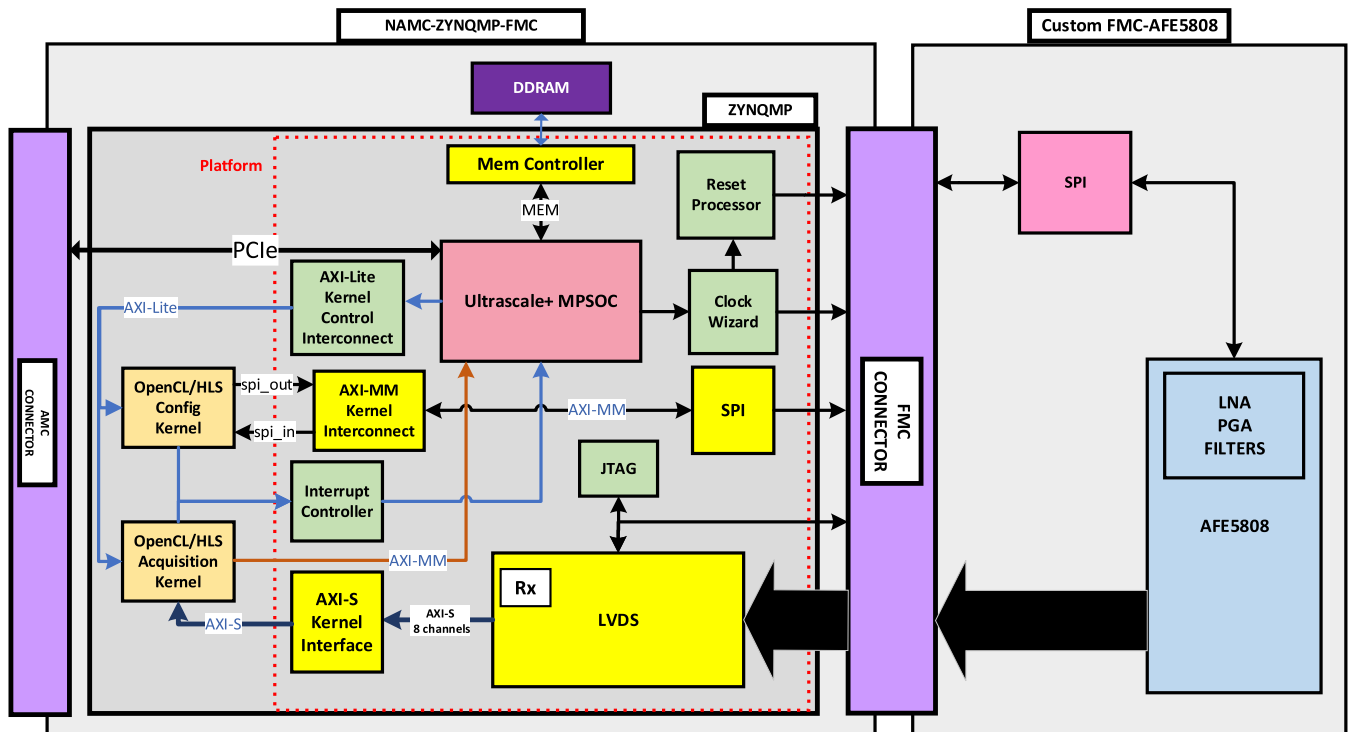 NAMC-ZYNQMP-FMC
Custom FMC-AFE5808
DDRAM
ZYNQMP
Platform
Mem Controller
MEM
Reset
Processor
SPI
PCIe
AXI-Lite
Kernel
Control
Interconnect
Ultrascale+ MPSOC
Clock
Wizard
AXI-Lite
OpenCL/HLS
Config
Kernel
spi_out
spi_in
AXI-MM
Kernel
Interconnect
AXI-MM
SPI
AMC
CONNECTOR
FMC
CONNECTOR
LNA
PGA
FILTERS
AFE5808
JTAG
Interrupt
Controller
OpenCL/HLS
Acquisition
Kernel
AXI-MM
AXI-S
AXI-S
Kernel
Interface
AXI-S
8 channels
Rx
LVDS